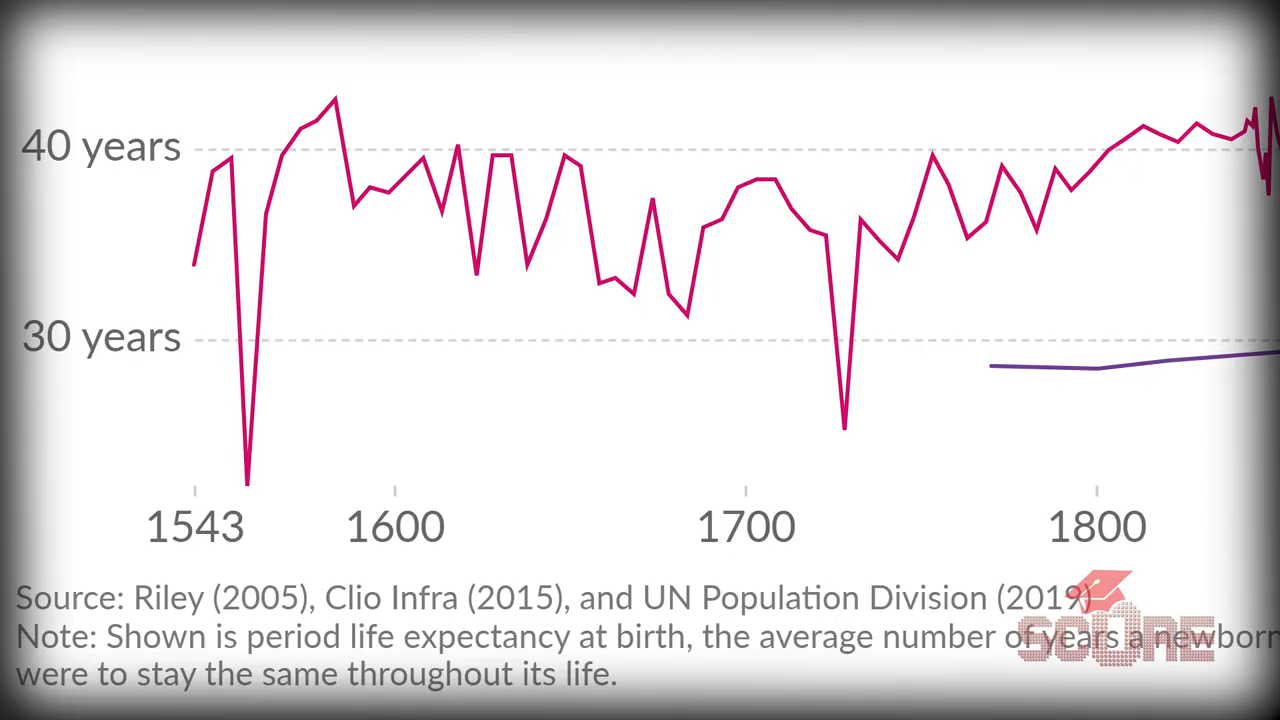 40 years
30 years
1543 1600 1700 1800
Source: Riley (2005), Clio Infra (2015), and UN Population Division (2019)
Note: Shown is period life expectancy at birth, the average number of years a newborn
were to stay the same throughout its life.